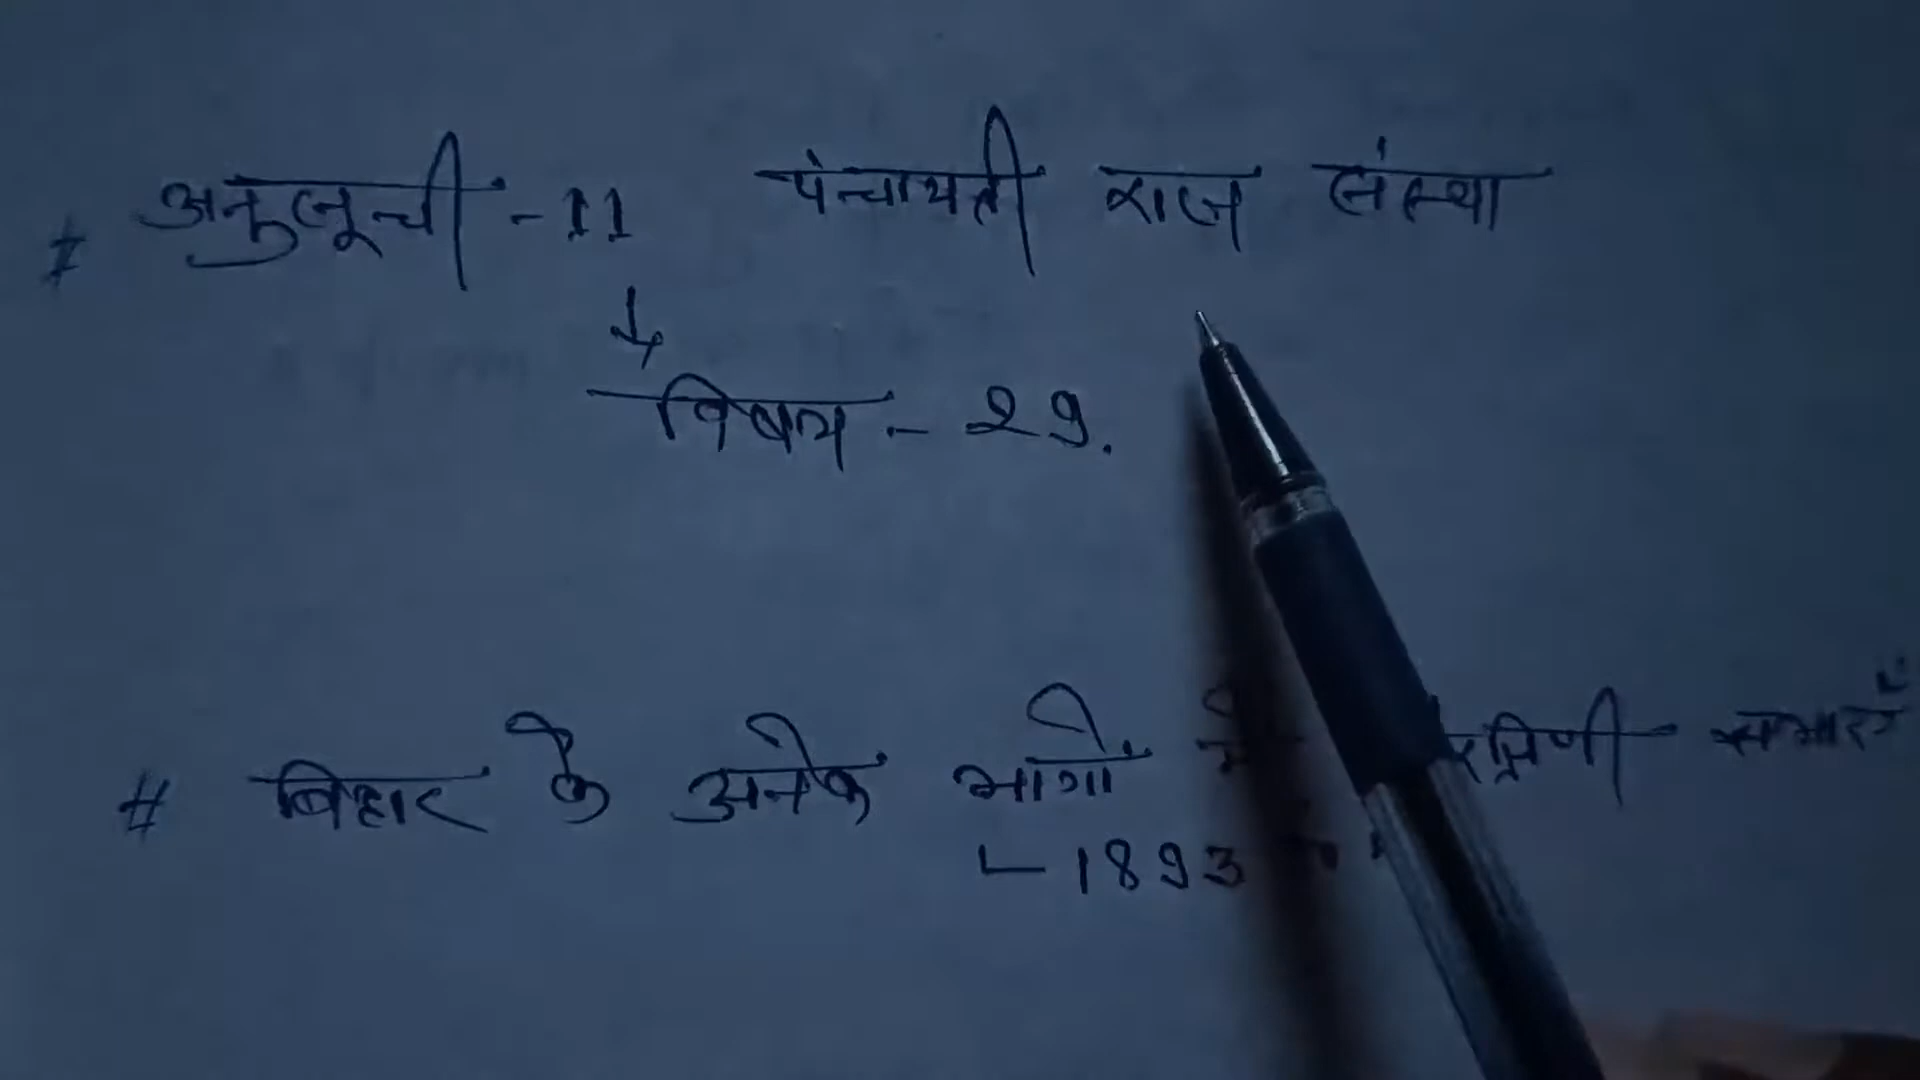 # अनुसूची - 11 पंचायती राज संस्था
विषय - 29.
# बिहार के अनेक भागो में सभाएँ
1893